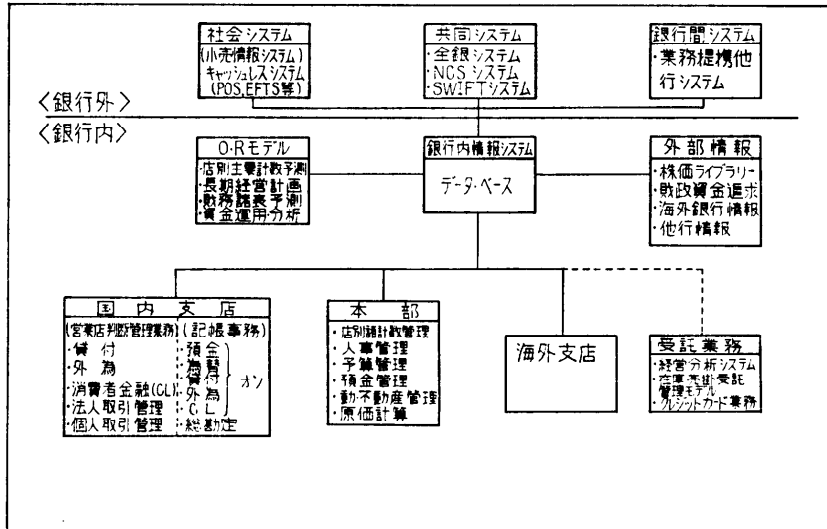 社会システム
(小売情報システム)
キャッシュレスシステム
(POS,EFTS等)
共同システム
・全銀システム
・NCSシステム
・SWIFTシステム
銀行間システム
・業務提携他
行システム
〈銀行外〉
〈銀行内〉
O・Rモデル
・店別主要計数予測
・長期経営計画
・財務諸表予測
・資金運用分析
銀行内情報システム
データ・ベース
外部情報
・株価ライブラリー
・財政資金追求
・海外銀行情報
・他行情報
国内支店
(営業店判断管理業務)
・貸付
・外為
・消費者金融(CL)
・法人取引管理
・個人取引管理
(記帳事務)
・預金
・為替
・貸付
・外為
・CL
オン
・総勘定
本部
・店別諸計数管理
・人事管理
・予算管理
・預金管理
・動・不動産管理
・原価計算
海外支店
受託業務
・経営分析システム
・在庫・売掛・受託
管理モデル
・クレジットカード業務